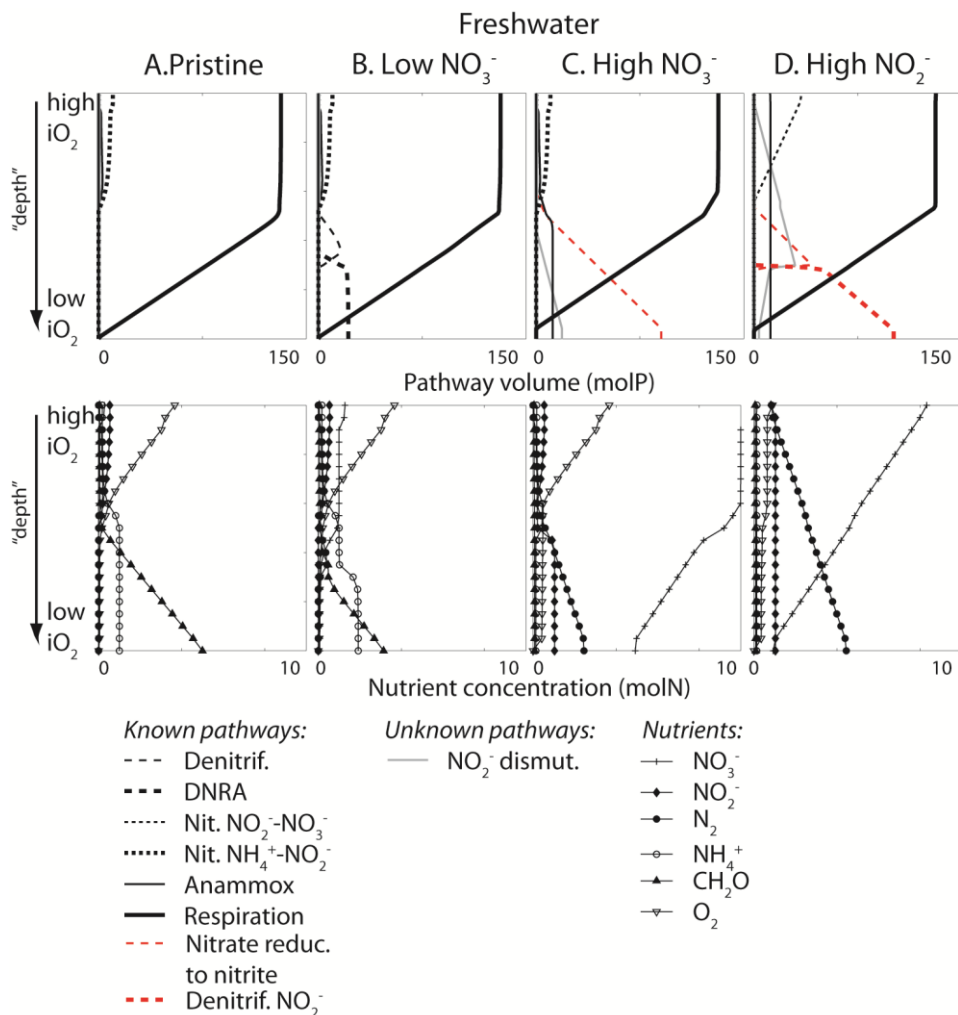 Freshwater
A.Pristine
B. Low NO3-
C. High NO3-
D. High NO2-
high
iO2
"depth"
low
iO2
0 150
0 150
0 150
0 150
Pathway volume (molP)
high
iO2
"depth"
low
iO2
0 10
0 10
0 10
0 10
Nutrient concentration (molN)
Known pathways:
Denitrif.
DNRA
Nit. NO2--NO3-
Nit. NH4+-NO2-
Anammox
Respiration
Nitrate reduc.
to nitrite
Denitrif. NO2-
Unknown pathways:
NO2- dismut.
Nutrients:
NO3-
NO2-
N2
NH4+
CH2O
O2